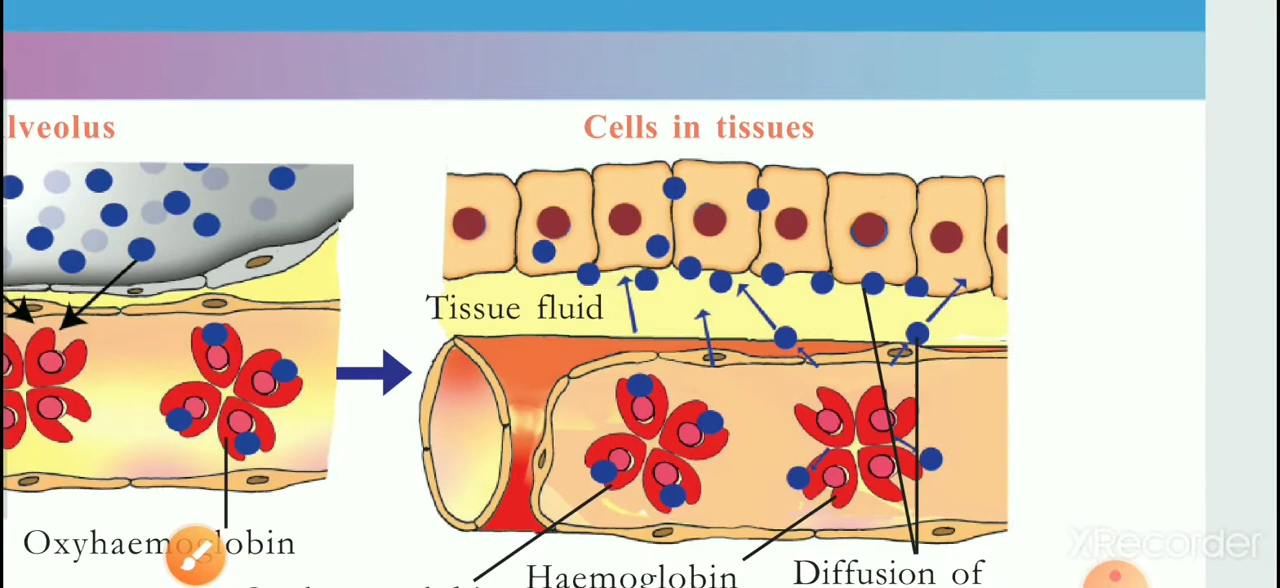 lveolus
Cells in tissues
Tissue fluid
Oxyhaemoglobin
Haemoglobin
Diffusion of
XRecorder